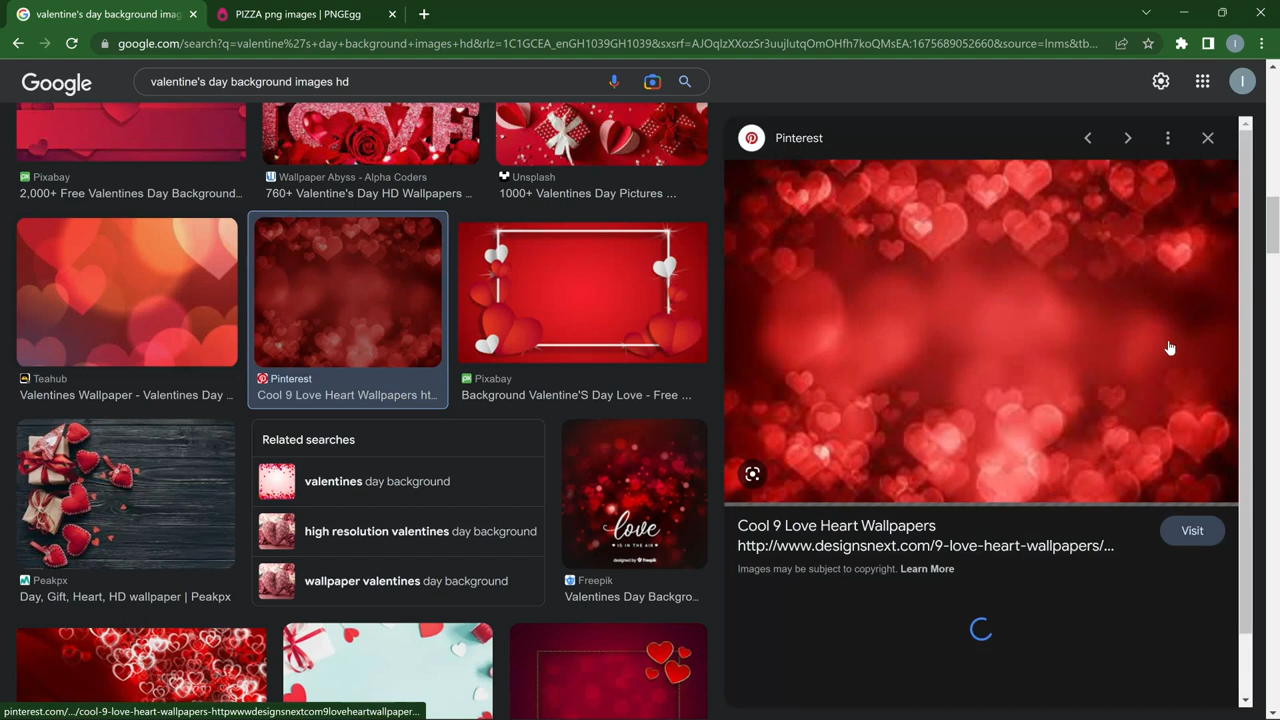 valentine's day background imag
PIZZA png images | PNGEgg
google.com/search?q=valentine%27s+day+background+images+hd&rlz=1C1GCEA_enGH1039GH1039&sxsrf=AJOqlzXXozSr3uujlutqOmOHfh7koQMsEA:1675689052660&source=lnms&tb...
Google
valentine's day background images hd
I
LOVE
Pinterest
Pixabay
2,000+ Free Valentines Day Background...
Wallpaper Abyss - Alpha Coders
760+ Valentine's Day HD Wallpapers ...
Unsplash
1000+ Valentines Day Pictures ...
Teahub
Valentines Wallpaper - Valentines Day ...
Pinterest
Cool 9 Love Heart Wallpapers ht...
Pixabay
Background Valentine'S Day Love - Free ...
Related searches
valentines day background
high resolution valentines day background
wallpaper valentines day background
love
IS IN THE AIR
Peakpx
Day, Gift, Heart, HD wallpaper | Peakpx
Freepik
Valentines Day Backgro...
Cool 9 Love Heart Wallpapers
http://www.designsnext.com/9-love-heart-wallpapers/...
Visit
Images may be subject to copyright. Learn More
pinterest.com/.../cool-9-love-heart-wallpapers-httpwwwdesignsnextcom9loveheartwallpaper...